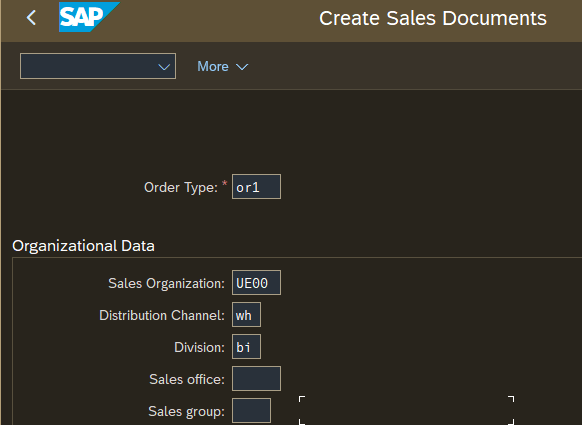 SAP Create Sales Documents
More
Order Type: * or1
Organizational Data
Sales Organization: UE00
Distribution Channel: wh
Division: bi
Sales office:
Sales group: